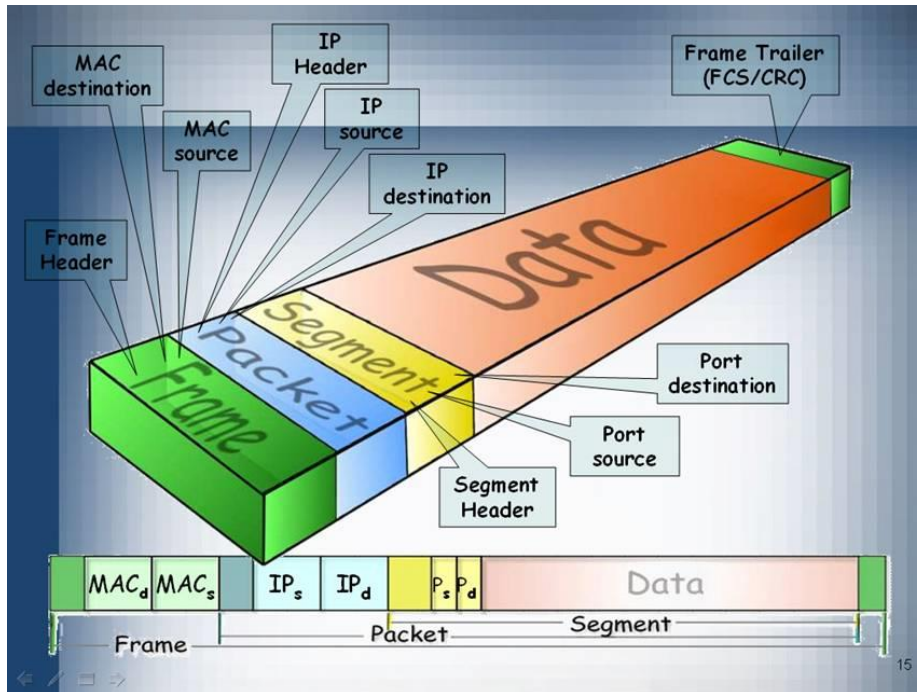 MAC
destination
IP
Header
Frame Trailer
(FCS/CRC)
MAC
source
IP
source
IP
destination
Frame
Header
Data
Segment
Packet
Frame
Port
destination
Port
source
Segment
Header
MACd MACs IPs IPd Ps Pd Data
Segment
Packet
Frame
15